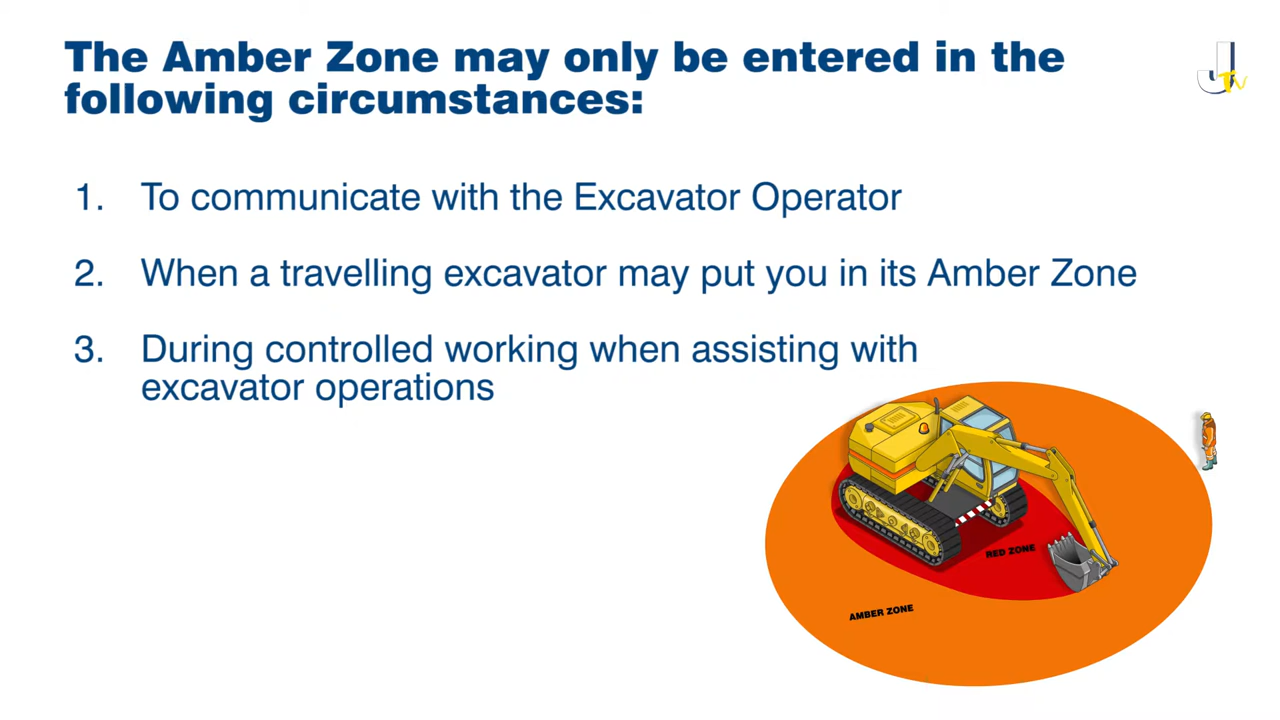 The Amber Zone may only be entered in the
following circumstances:
JTv
1. To communicate with the Excavator Operator
2. When a travelling excavator may put you in its Amber Zone
3. During controlled working when assisting with
excavator operations
RED ZONE
AMBER ZONE